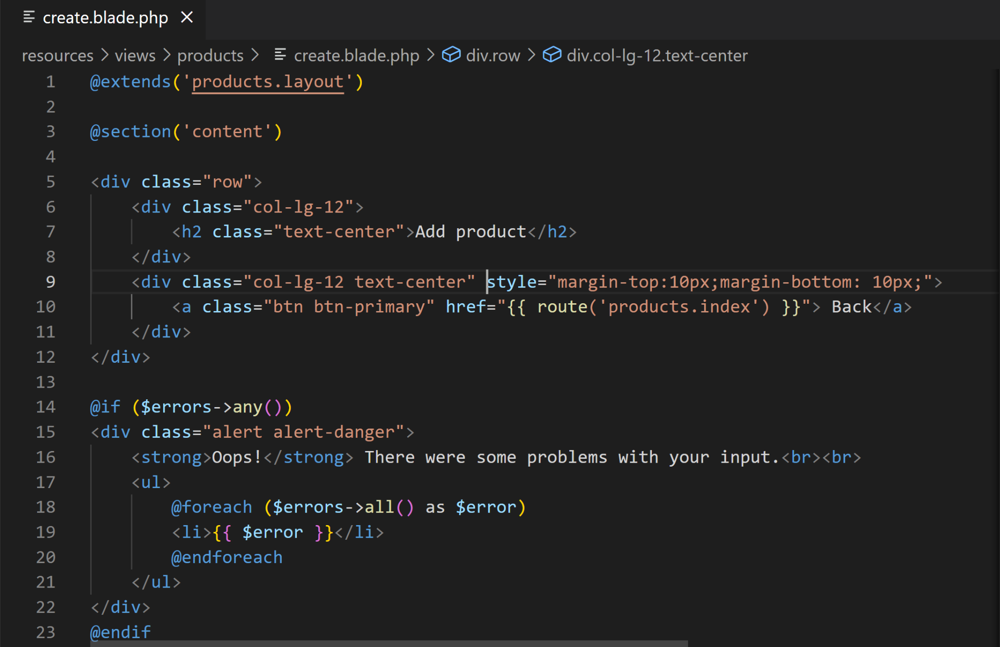 create.blade.php
resources > views > products > create.blade.php > div.row > div.col-lg-12.text-center
1 @extends('products.layout')
2
3 @section('content')
4
5 <div class="row">
6     <div class="col-lg-12">
7         <h2 class="text-center">Add product</h2>
8     </div>
9     <div class="col-lg-12 text-center" style="margin-top:10px;margin-bottom: 10px;">
10         <a class="btn btn-primary" href="{{ route('products.index') }}"> Back</a>
11     </div>
12 </div>
13
14 @if ($errors->any())
15 <div class="alert alert-danger">
16     <strong>Oops!</strong> There were some problems with your input.<br><br>
17     <ul>
18         @foreach ($errors->all() as $error)
19         <li>{{ $error }}</li>
20         @endforeach
21     </ul>
22 </div>
23 @endif